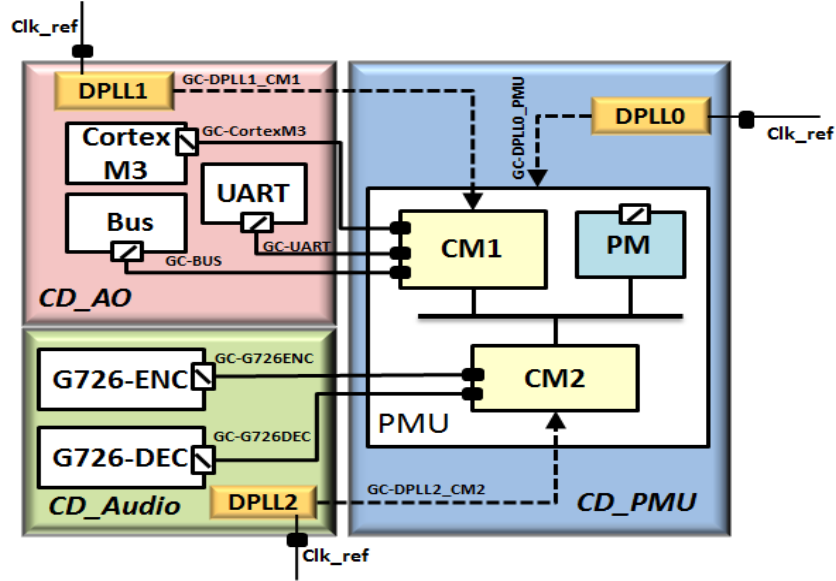 Clk_ref
DPLL1
GC-DPLL1_CM1
GC-DPLL0_PMU
DPLL0
Clk_ref
Cortex
M3
GC-CortexM3
UART
Bus
GC-UART
GC-BUS
CD_AO
CM1
PM
G726-ENC
GC-G726ENC
CM2
PMU
GC-G726DEC
G726-DEC
CD_Audio
DPLL2
GC-DPLL2_CM2
CD_PMU
Clk_ref